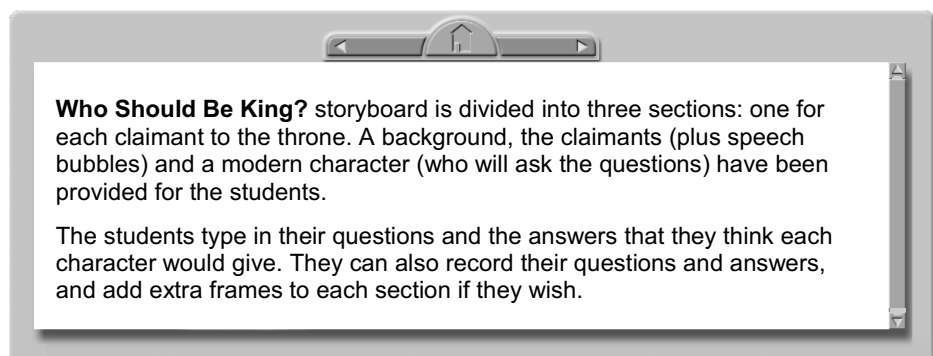 Who Should Be King? storyboard is divided into three sections: one for
each claimant to the throne. A background, the claimants (plus speech
bubbles) and a modern character (who will ask the questions) have been
provided for the students.
The students type in their questions and the answers that they think each
character would give. They can also record their questions and answers,
and add extra frames to each section if they wish.